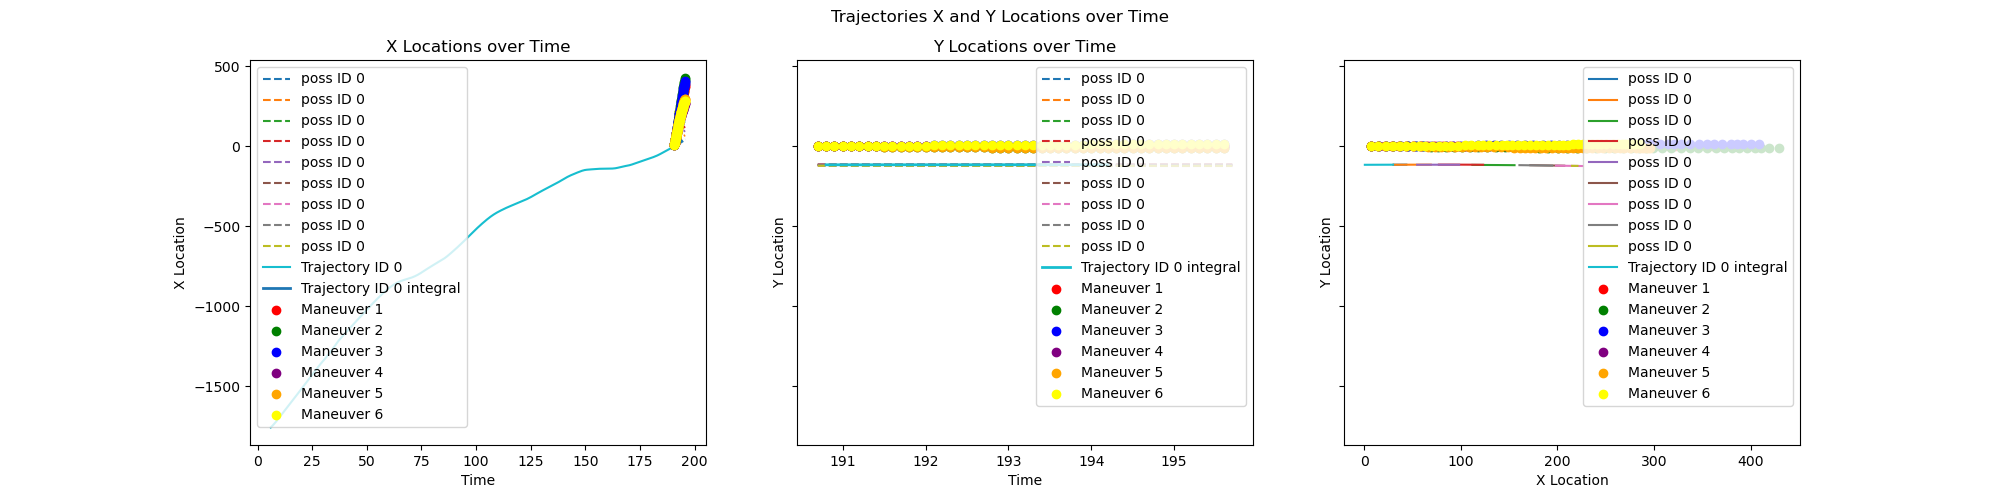 Trajectories X and Y Locations over Time
X Locations over Time
X Location
500
0
−500
−1000
−1500
poss ID 0
poss ID 0
poss ID 0
poss ID 0
poss ID 0
poss ID 0
poss ID 0
poss ID 0
poss ID 0
Trajectory ID 0
Trajectory ID 0 integral
Maneuver 1
Maneuver 2
Maneuver 3
Maneuver 4
Maneuver 5
Maneuver 6
0 25 50 75 100 125 150 175 200
Time
Y Locations over Time
Y Location
poss ID 0
poss ID 0
poss ID 0
poss ID 0
poss ID 0
poss ID 0
poss ID 0
poss ID 0
poss ID 0
Trajectory ID 0 integral
Maneuver 1
Maneuver 2
Maneuver 3
Maneuver 4
Maneuver 5
Maneuver 6
191 192 193 194 195
Time
Y Location
poss ID 0
poss ID 0
poss ID 0
poss ID 0
poss ID 0
poss ID 0
poss ID 0
poss ID 0
poss ID 0
Trajectory ID 0 integral
Maneuver 1
Maneuver 2
Maneuver 3
Maneuver 4
Maneuver 5
Maneuver 6
0 100 200 300 400
X Location